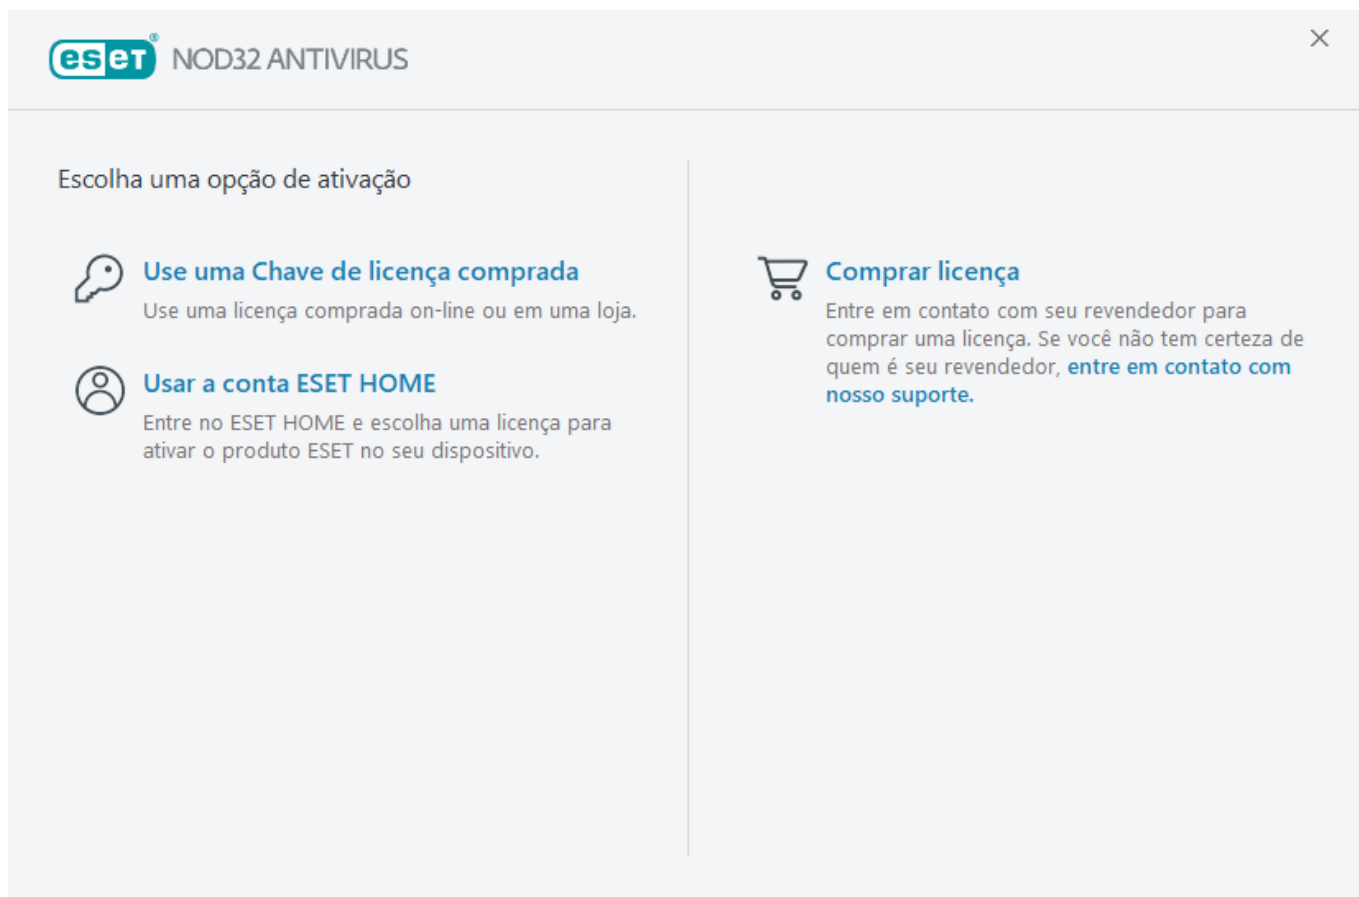 eset® NOD32 ANTIVIRUS
Escolha uma opção de ativação
Use uma Chave de licença comprada
Use uma licença comprada on-line ou em uma loja.
Usar a conta ESET HOME
Entre no ESET HOME e escolha uma licença para
ativar o produto ESET no seu dispositivo.
Comprar licença
Entre em contato com seu revendedor para
comprar uma licença. Se você não tem certeza de
quem é seu revendedor, entre em contato com
nosso suporte.